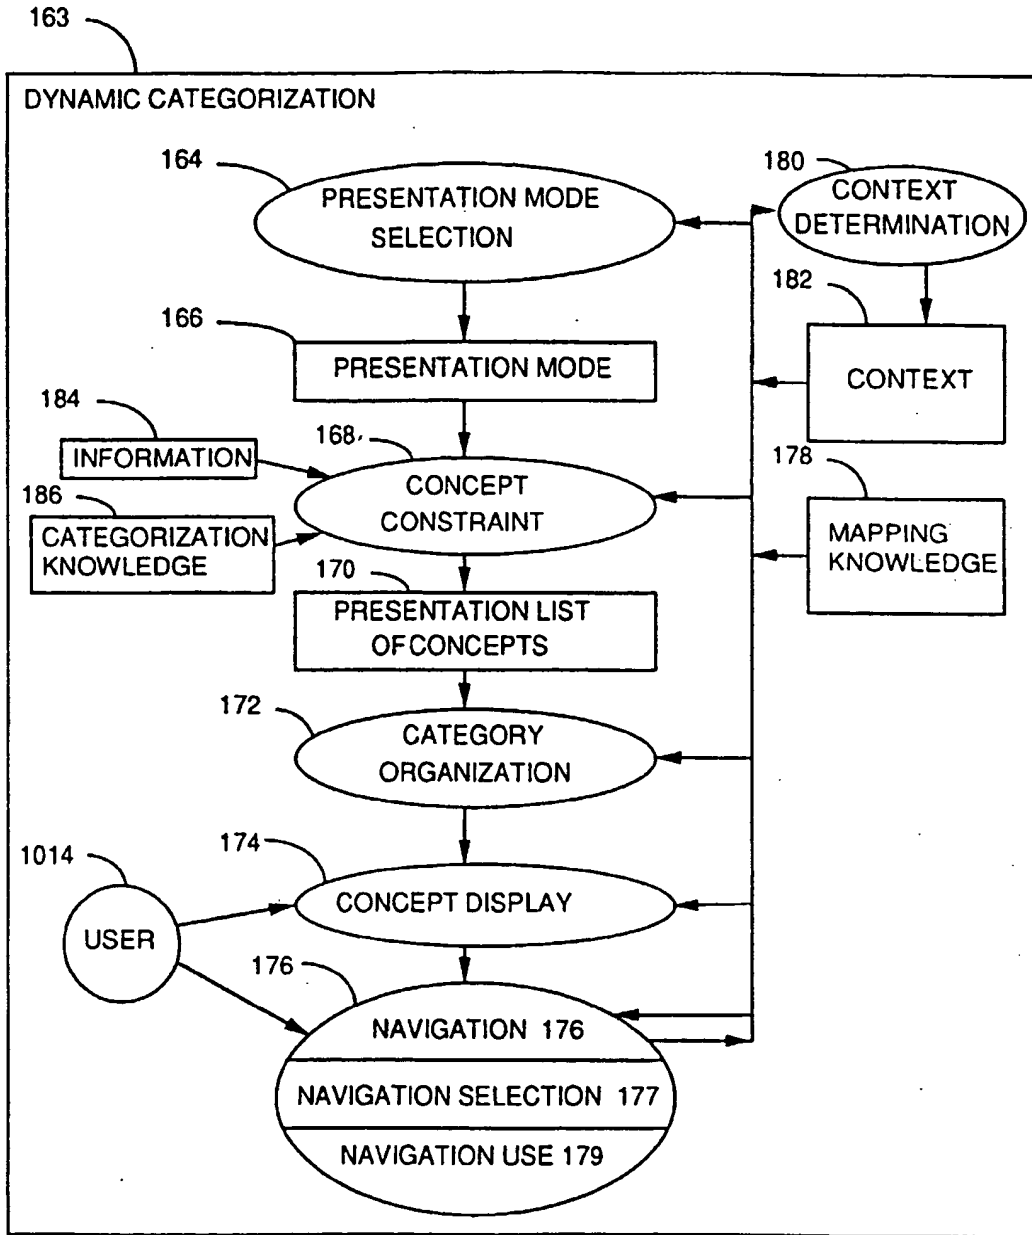 163
DYNAMIC CATEGORIZATION
164
PRESENTATION MODE
SELECTION
180
CONTEXT
DETERMINATION
182
CONTEXT
166
PRESENTATION MODE
184
INFORMATION
168
CONCEPT
CONSTRAINT
178
MAPPING
KNOWLEDGE
186
CATEGORIZATION
KNOWLEDGE
170
PRESENTATION LIST
OF CONCEPTS
172
CATEGORY
ORGANIZATION
174
CONCEPT DISPLAY
1014
USER
176
NAVIGATION 176
NAVIGATION SELECTION 177
NAVIGATION USE 179